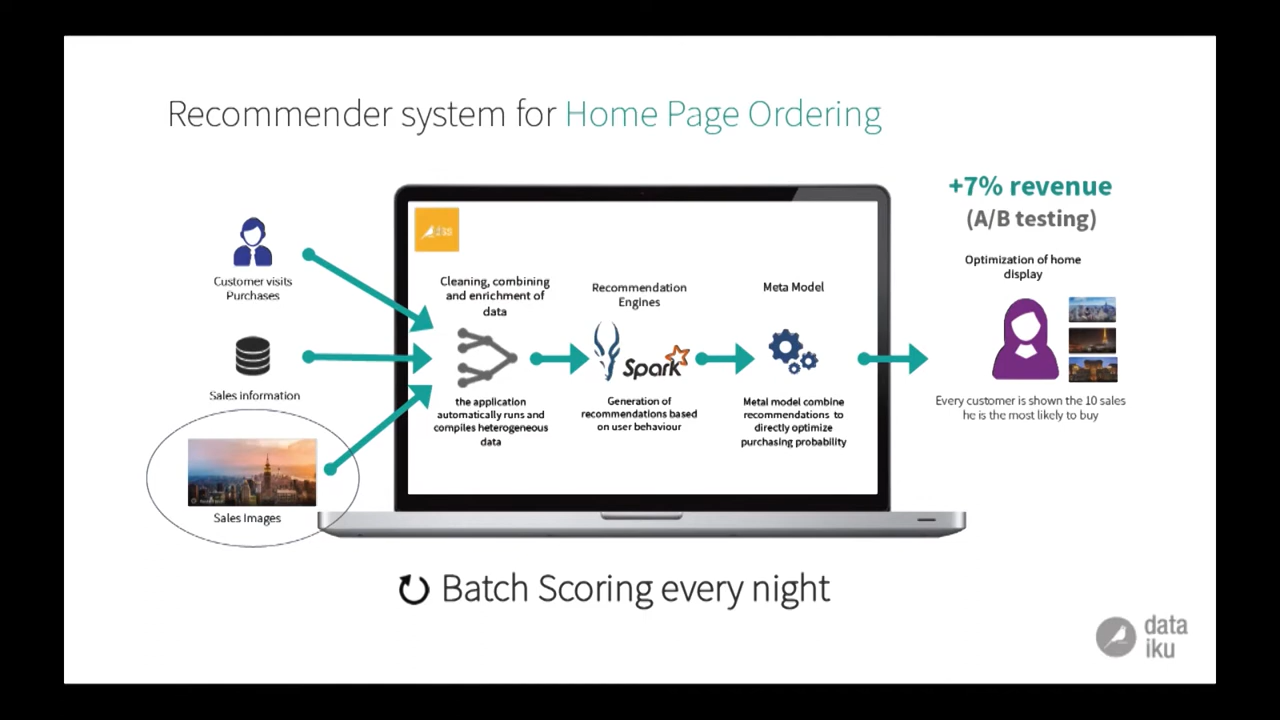 Recommender system for Home Page Ordering
+7% revenue
(A/B testing)
Optimization of home
display
Customer visits
Purchases
Sales information
Sales Images
Cleaning, combining
and enrichment of
data
the application
automatically runs and
compiles heterogeneous
data
Recommendation
Engines
Spark
Generation of
recommendations based
on user behaviour
Meta Model
Metal model combine
recommendations to
directly optimize
purchasing probability
Every customer is shown the 10 sales
he is the most likely to buy
Batch Scoring every night
data
iku